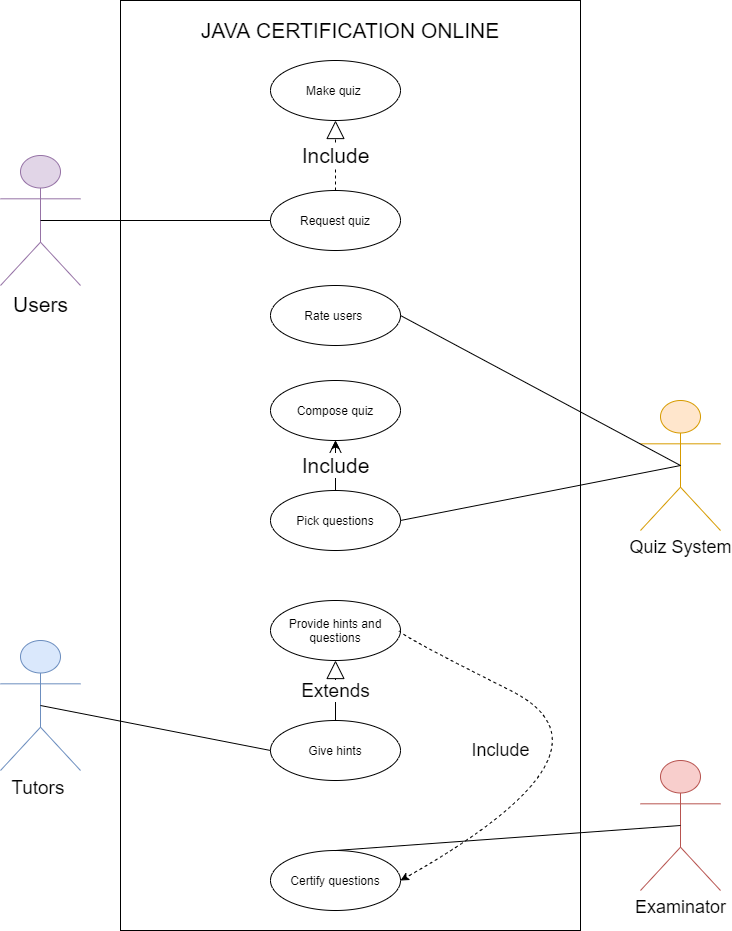 JAVA CERTIFICATION ONLINE
Make quiz
Include
Request quiz
Users
Rate users
Compose quiz
Include
Pick questions
Quiz System
Provide hints and
questions
Extends
Give hints
Include
Tutors
Certify questions
Examinator